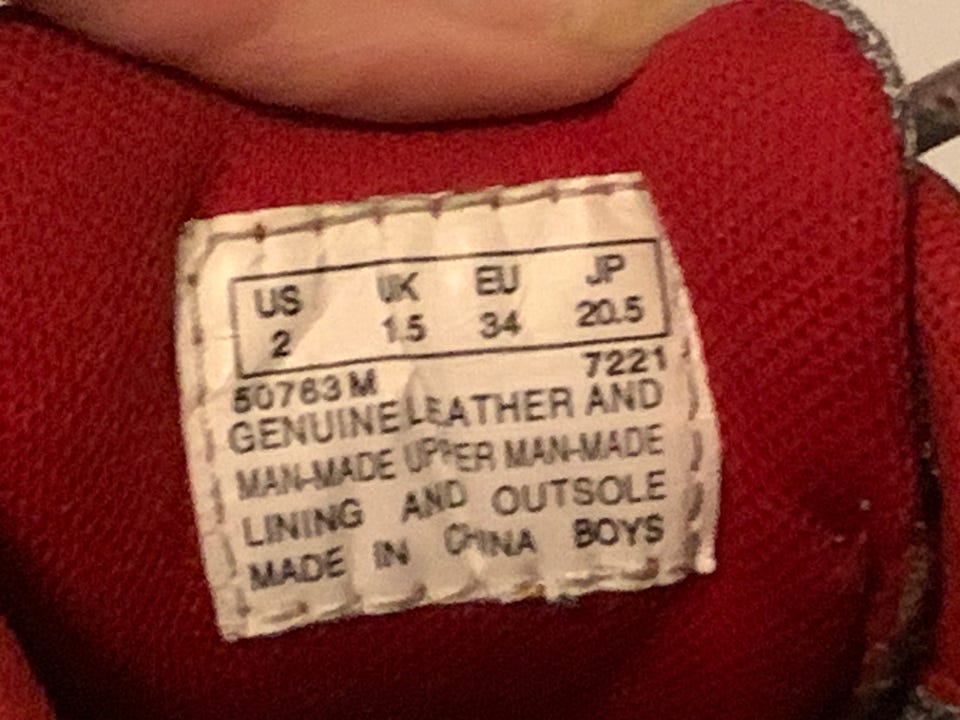 US UK EU JP
2 1.5 34 20.5
50763 M 7221
GENUINE LEATHER AND
MAN-MADE UPPER MAN-MADE
LINING AND OUTSOLE
MADE IN CHINA BOYS